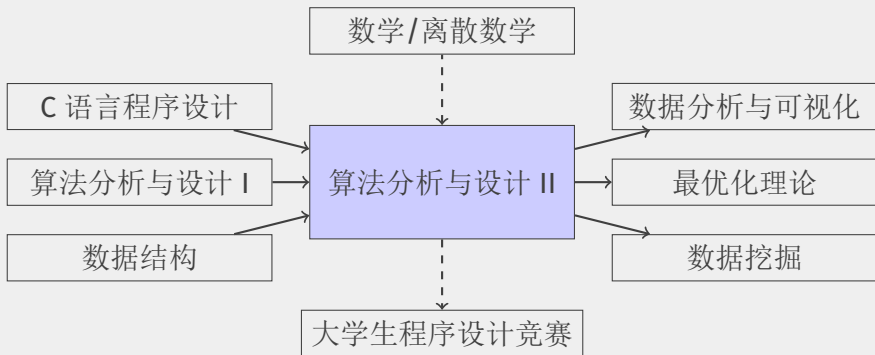 数学/离散数学
C 语言程序设计
数据分析与可视化
算法分析与设计 I
算法分析与设计 II
最优化理论
数据结构
数据挖掘
大学生程序设计竞赛